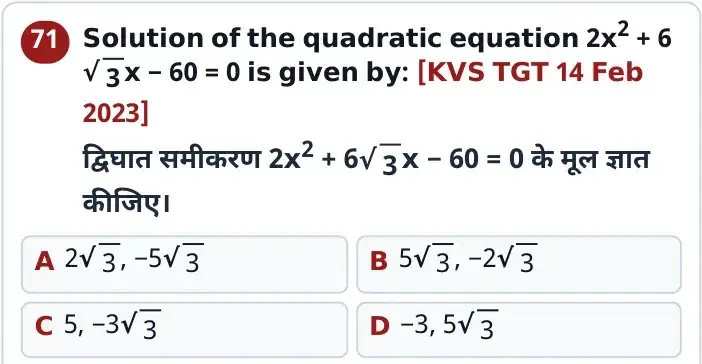 71 Solution of the quadratic equation 2x² + 6
√3x − 60 = 0 is given by: [KVS TGT 14 Feb
2023]
द्विघात समीकरण 2x² + 6√3x − 60 = 0 के मूल ज्ञात
कीजिए।
A 2√3, −5√3 B 5√3, −2√3
C 5, −3√3 D −3, 5√3